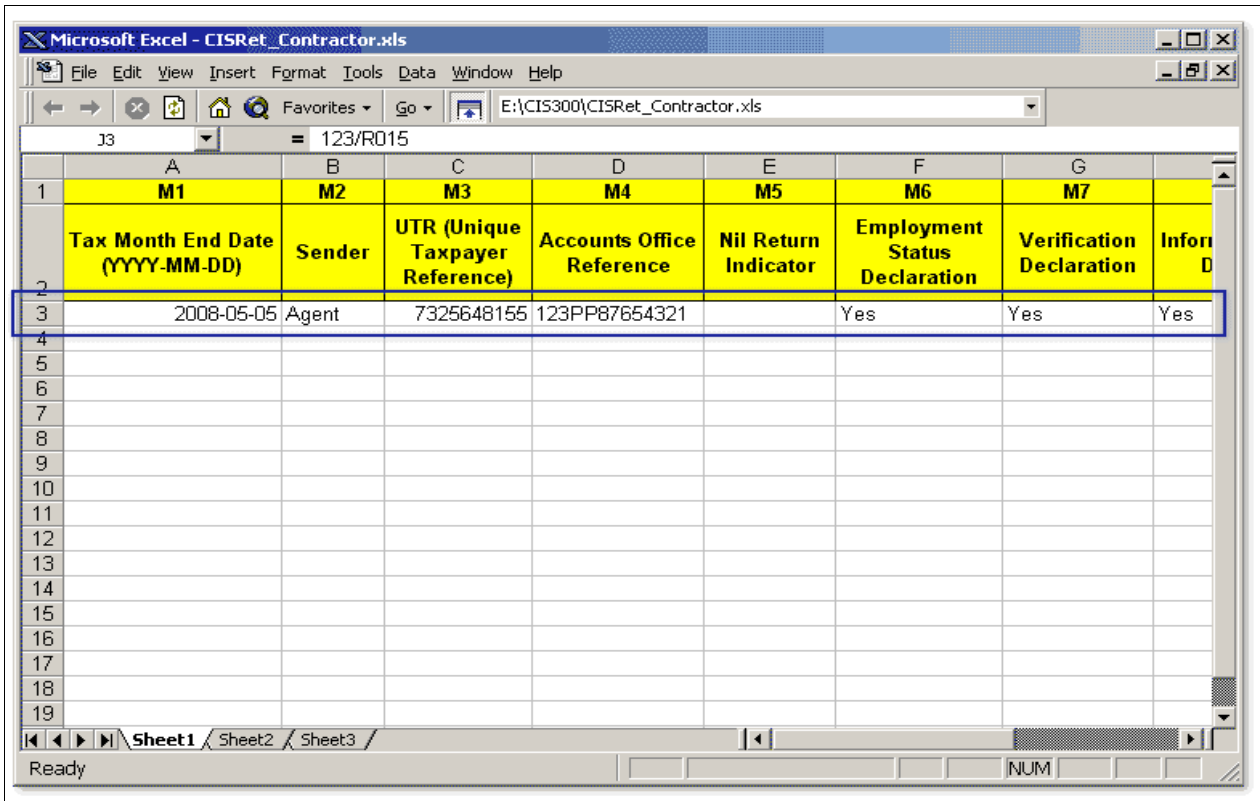 Microsoft Excel - CISRet_Contractor.xls
File Edit View Insert Format Tools Data Window Help
Favorites Go E:\CIS300\CISRet_Contractor.xls
J3 = 123/R015
A B C D E F G
1 M1 M2 M3 M4 M5 M6 M7
2 Tax Month End Date (YYYY-MM-DD) Sender UTR (Unique Taxpayer Reference) Accounts Office Reference Nil Return Indicator Employment Status Declaration Verification Declaration
3 2008-05-05 Agent 7325648155 123PP87654321 Yes Yes Yes
4
5
6
7
8
9
10
11
12
13
14
15
16
17
18
19
Sheet1 Sheet2 Sheet3
Ready NUM